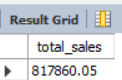 Result Grid
total_sales
817860.05